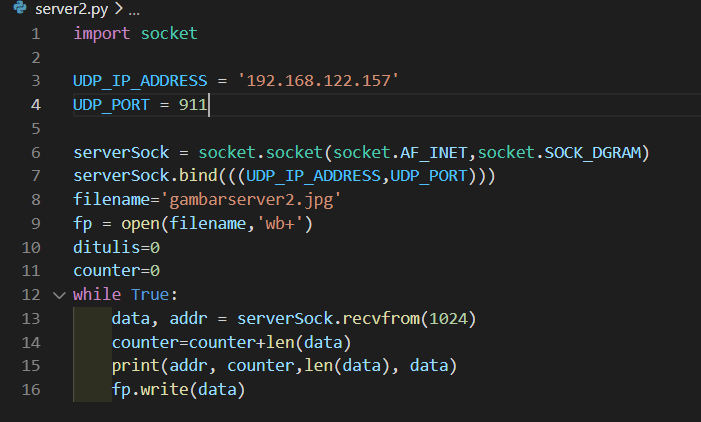 server2.py > ...
1 import socket
2
3 UDP_IP_ADDRESS = '192.168.122.157'
4 UDP_PORT = 911
5
6 serverSock = socket.socket(socket.AF_INET,socket.SOCK_DGRAM)
7 serverSock.bind(((UDP_IP_ADDRESS,UDP_PORT)))
8 filename='gambarserver2.jpg'
9 fp = open(filename,'wb+')
10 ditulis=0
11 counter=0
12 while True:
13     data, addr = serverSock.recvfrom(1024)
14     counter=counter+len(data)
15     print(addr, counter,len(data), data)
16     fp.write(data)